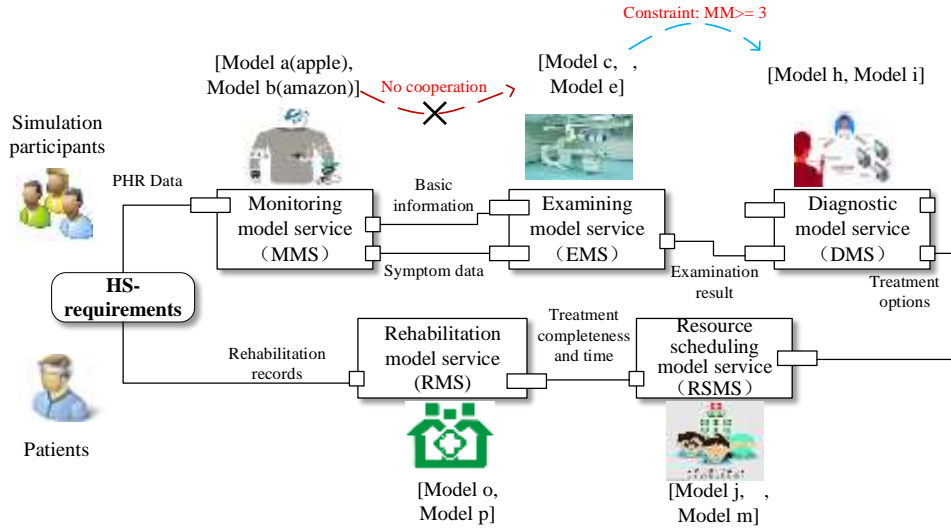 Constraint: MM>= 3
[Model a(apple),
Model b(amazon)]
No cooperation
[Model c, ,
Model e]
[Model h, Model i]
Simulation
participants
PHR Data
Monitoring
model service
(MMS)
Basic
information
Symptom data
Examining
model service
(EMS)
Examination
result
Diagnostic
model service
(DMS)
Treatment
options
HS-
requirements
Rehabilitation
records
Rehabilitation
model service
(RMS)
Treatment
completeness
and time
Resource
scheduling
model service
(RSMS)
Patients
[Model o,
Model p]
[Model j, ,
Model m]